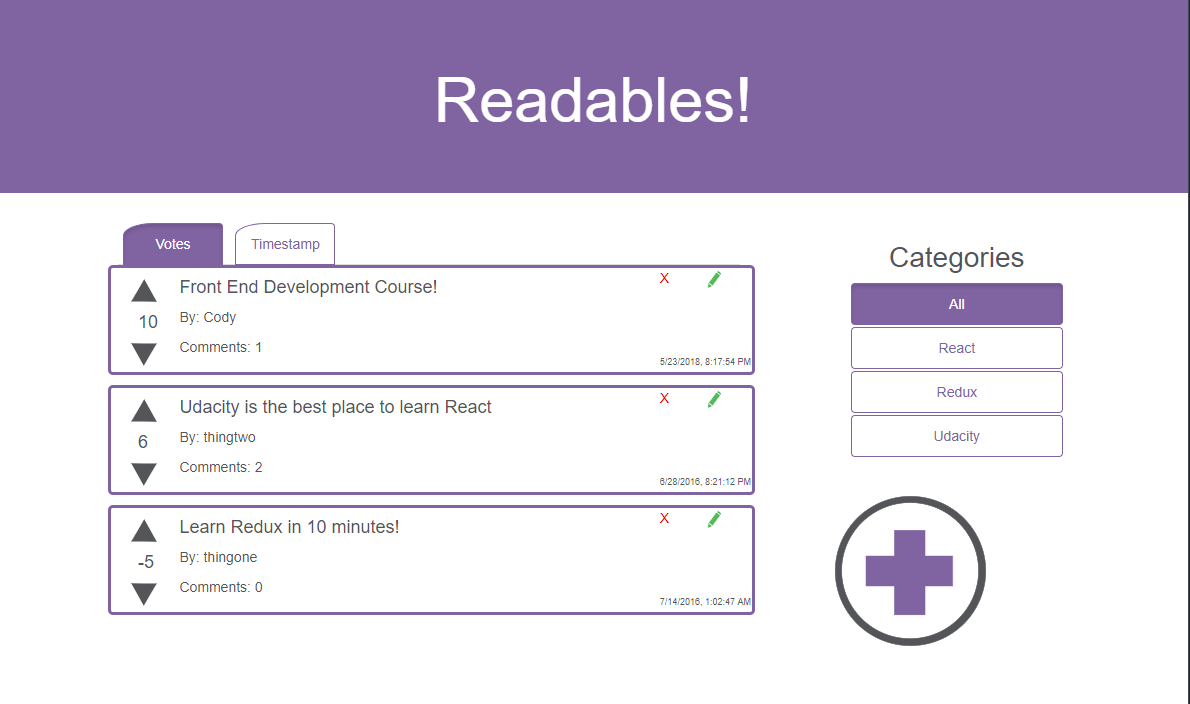 Readables!
Votes
Timestamp
Front End Development Course!
X
10
By: Cody
Comments: 1
5/23/2018, 8:17:54 PM
Udacity is the best place to learn React
X
6
By: thingtwo
Comments: 2
6/28/2016, 8:21:12 PM
Learn Redux in 10 minutes!
X
-5
By: thingone
Comments: 0
7/14/2016, 1:02:47 AM
Categories
All
React
Redux
Udacity